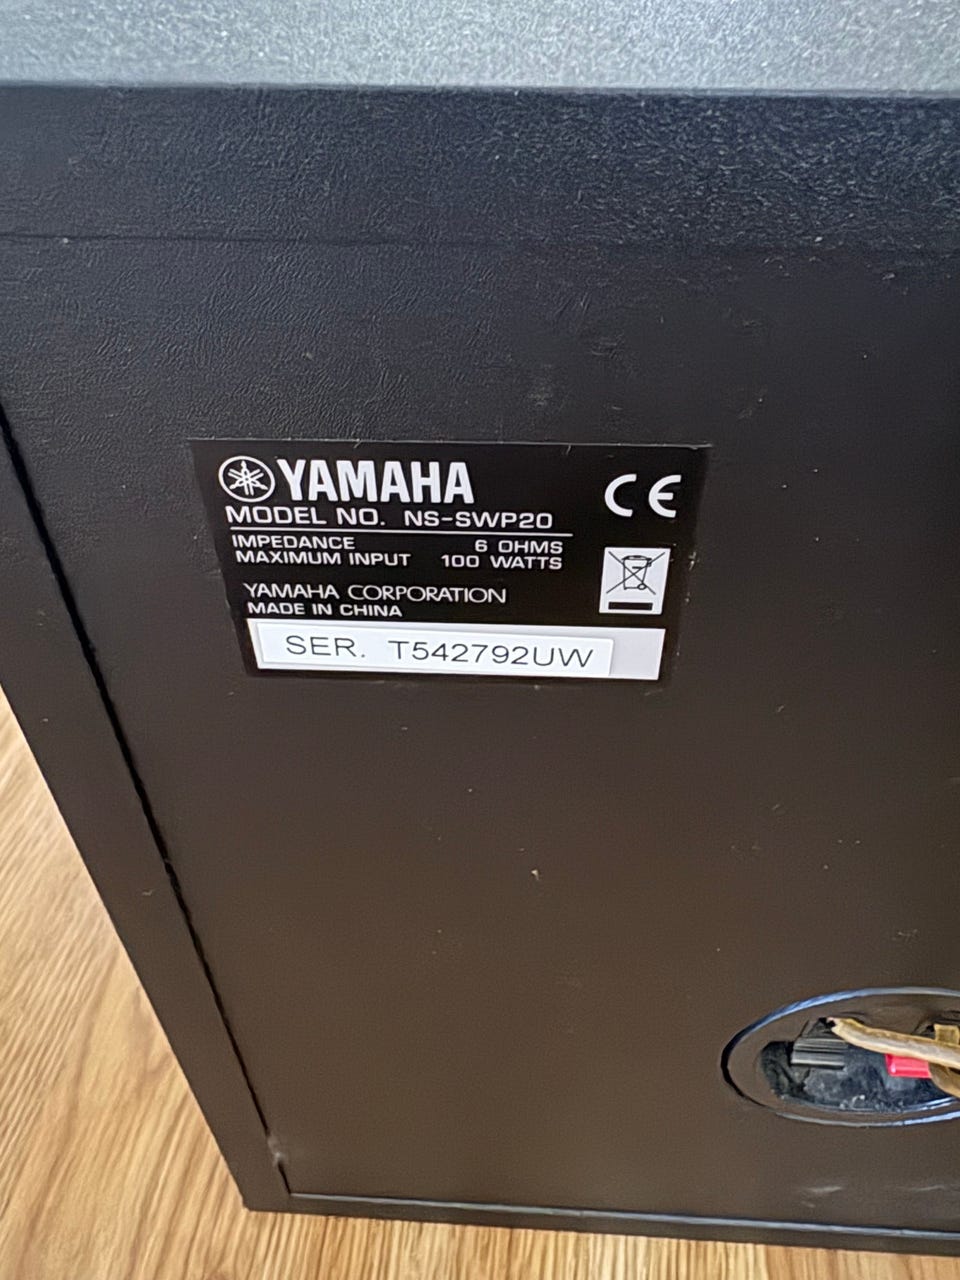 YAMAHA
CE
MODEL NO. NS-SWP20
IMPEDANCE 6 OHMS
MAXIMUM INPUT 100 WATTS
YAMAHA CORPORATION
MADE IN CHINA
SER. T542792UW